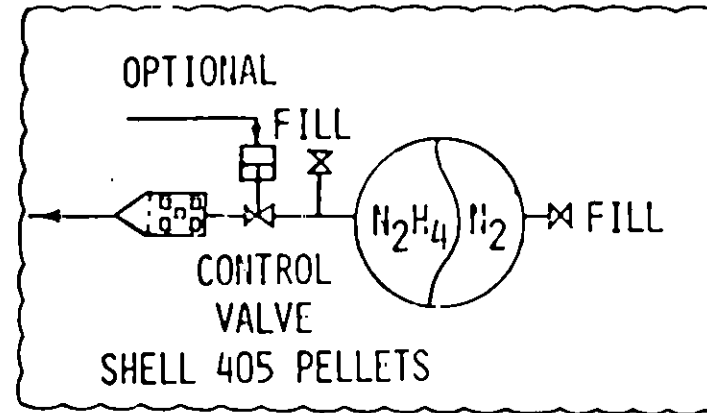 OPTIONAL
FILL
N2H4 N2 FILL
CONTROL
VALVE
SHELL 405 PELLETS